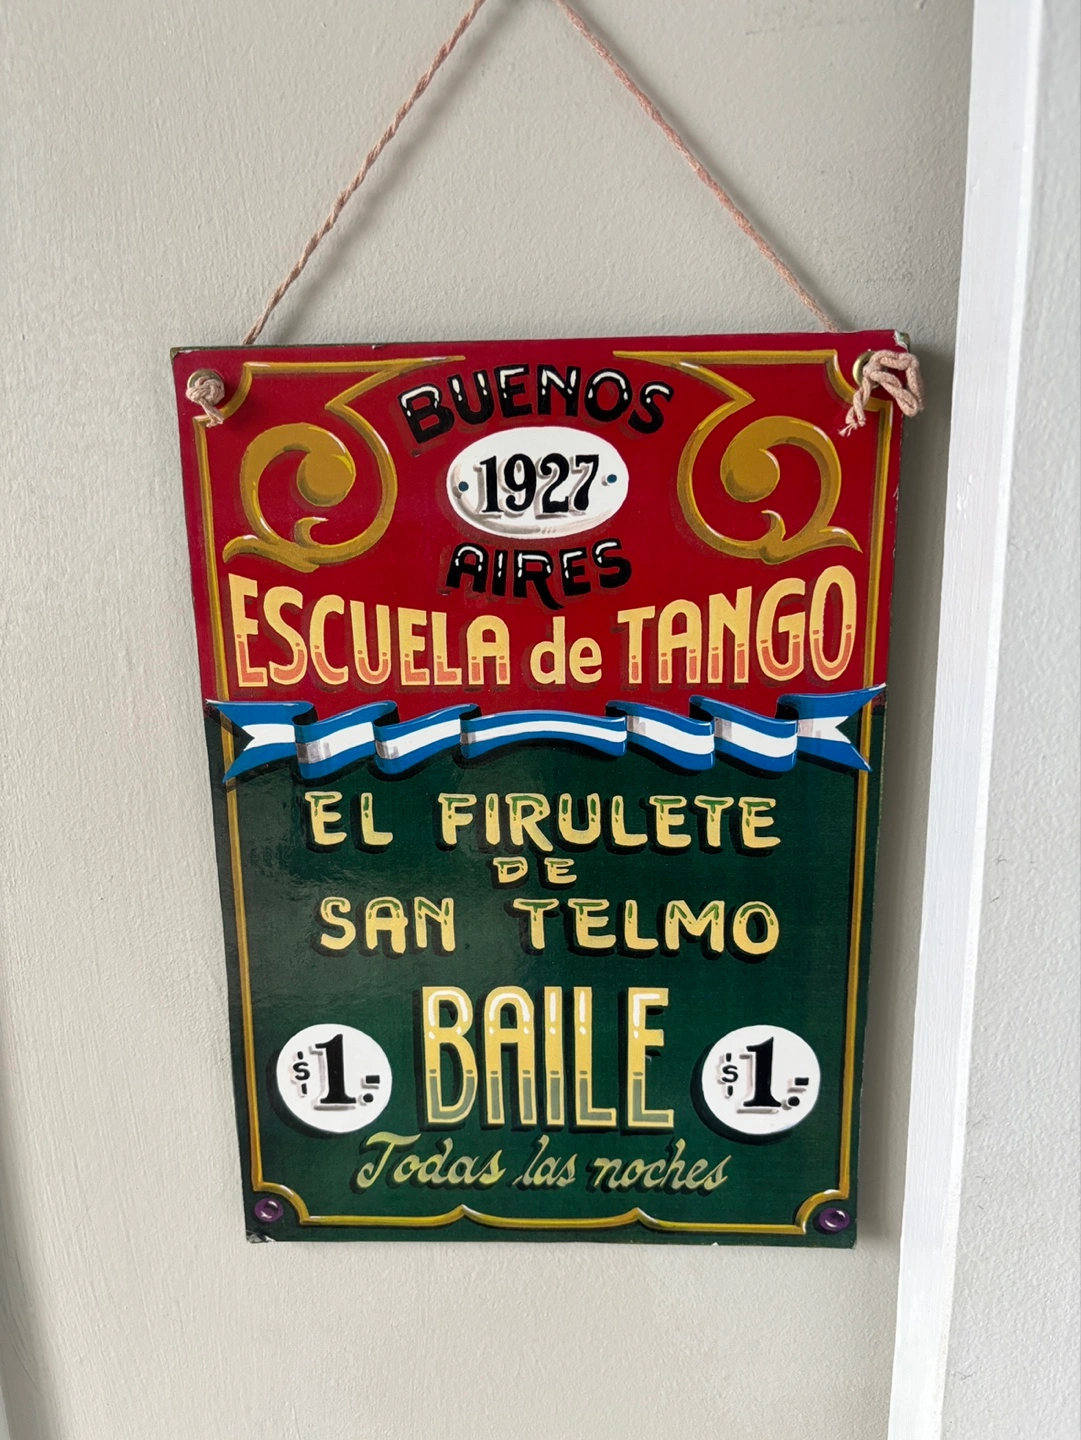 BUENOS
1927
AIRES
ESCUELA de TANGO
EL FIRULETE
DE
SAN TELMO
BAILE
$1.- $1.-
Todas las noches